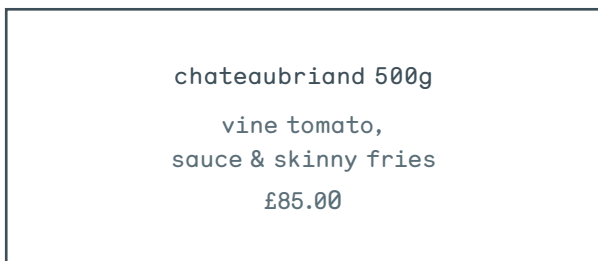 chateaubriand 500g
vine tomato,
sauce & skinny fries
£85.00